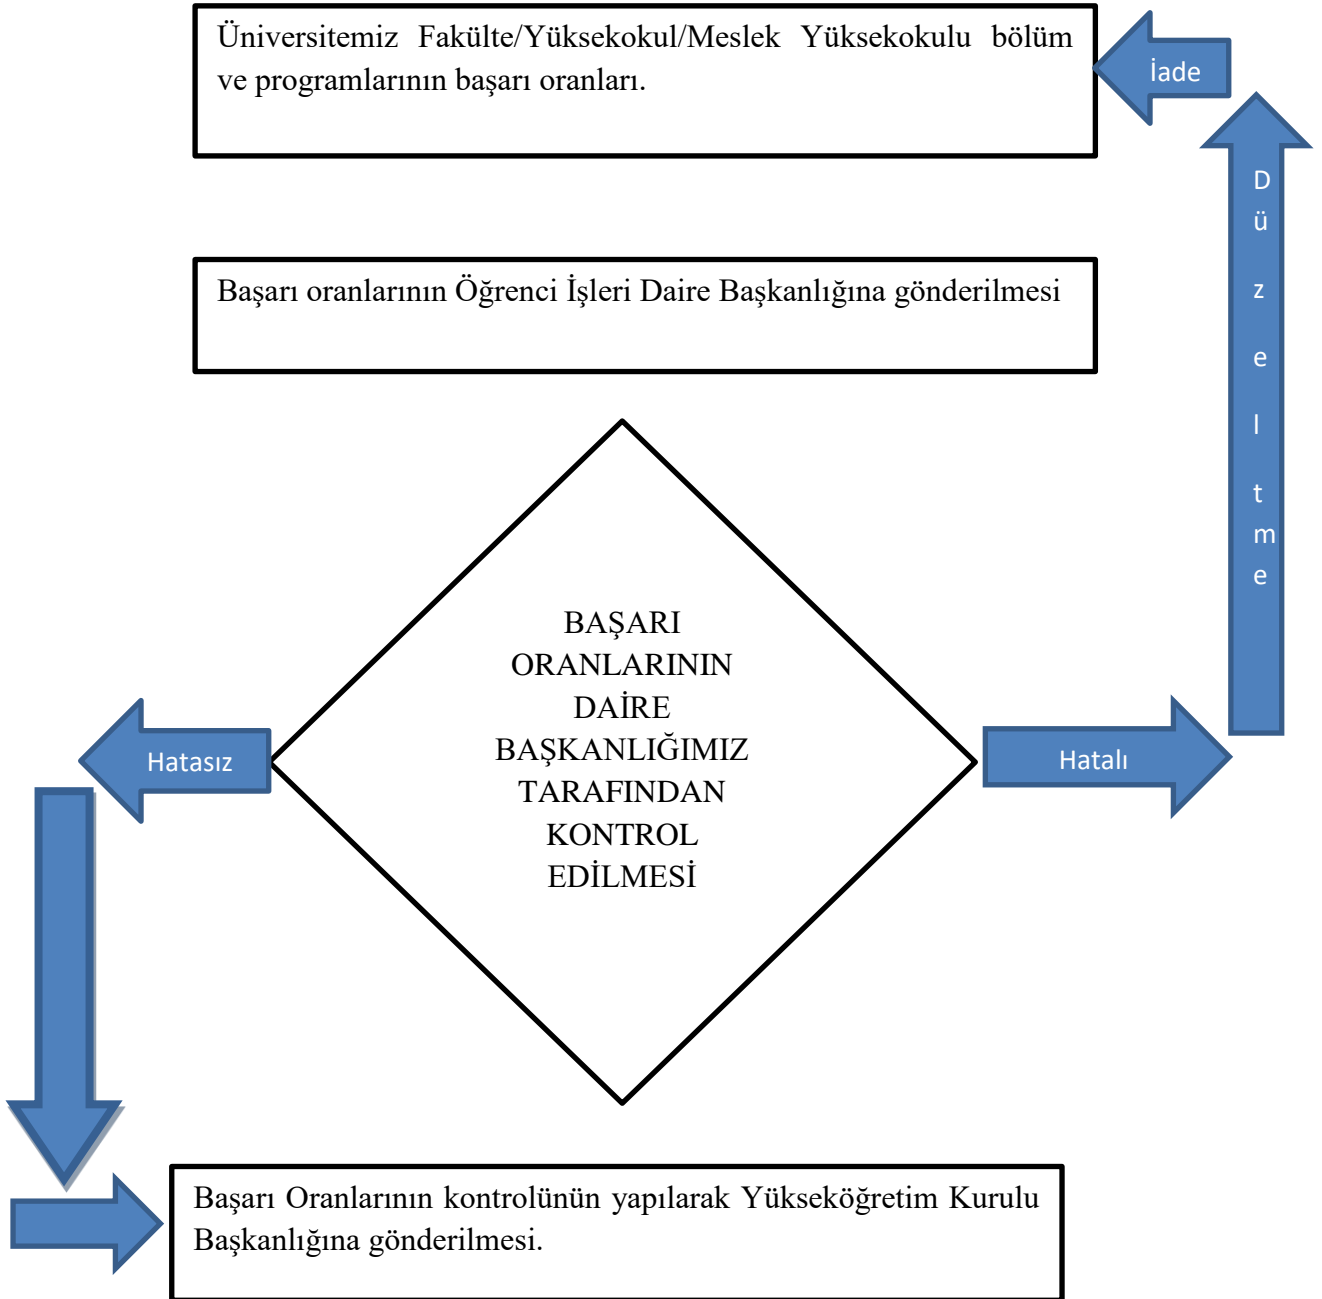 Üniversitemiz Fakülte/Yüksekokul/Meslek Yüksekokulu bölüm
ve programlarının başarı oranları.
İade
Düzeltme
Başarı oranlarının Öğrenci İşleri Daire Başkanlığına gönderilmesi
BAŞARI
ORANLARININ
DAİRE
BAŞKANLIĞIMIZ
TARAFINDAN
KONTROL
EDİLMESİ
Hatasız
Hatalı
Başarı Oranlarının kontrolünün yapılarak Yükseköğretim Kurulu
Başkanlığına gönderilmesi.